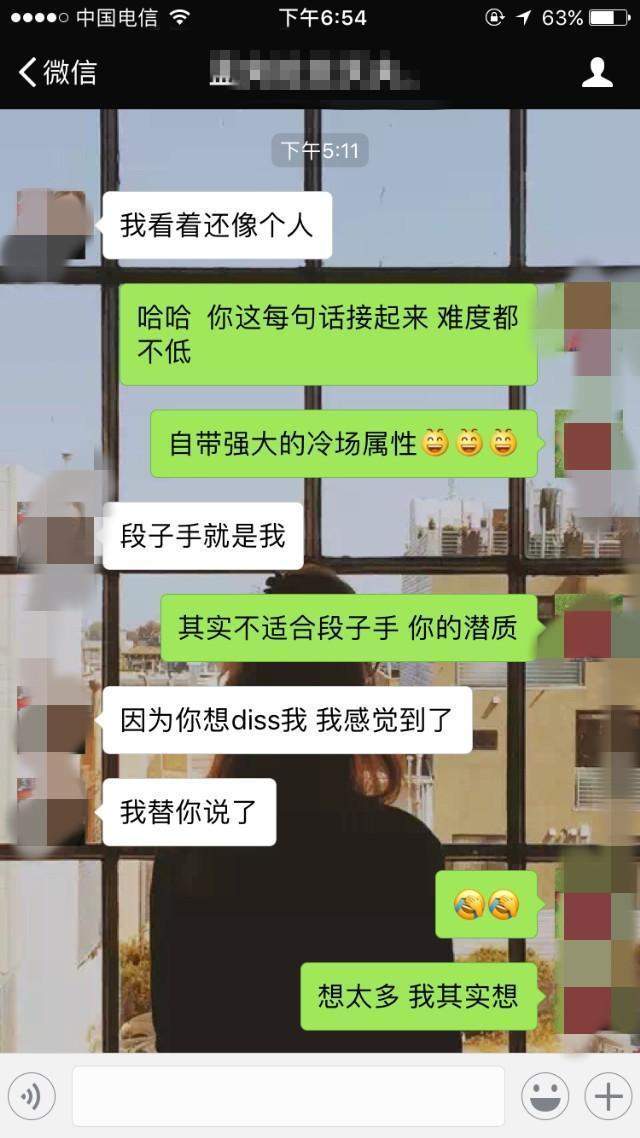 中国电信 下午6:54 63%
微信
下午5:11
我看着还像个人
哈哈 你这每句话接起来 难度都
不低
自带强大的冷场属性😄😄😄
段子手就是我
其实不适合段子手 你的潜质
因为你想diss我 我感觉到了
我替你说了
🤣🤣
想太多 我其实想